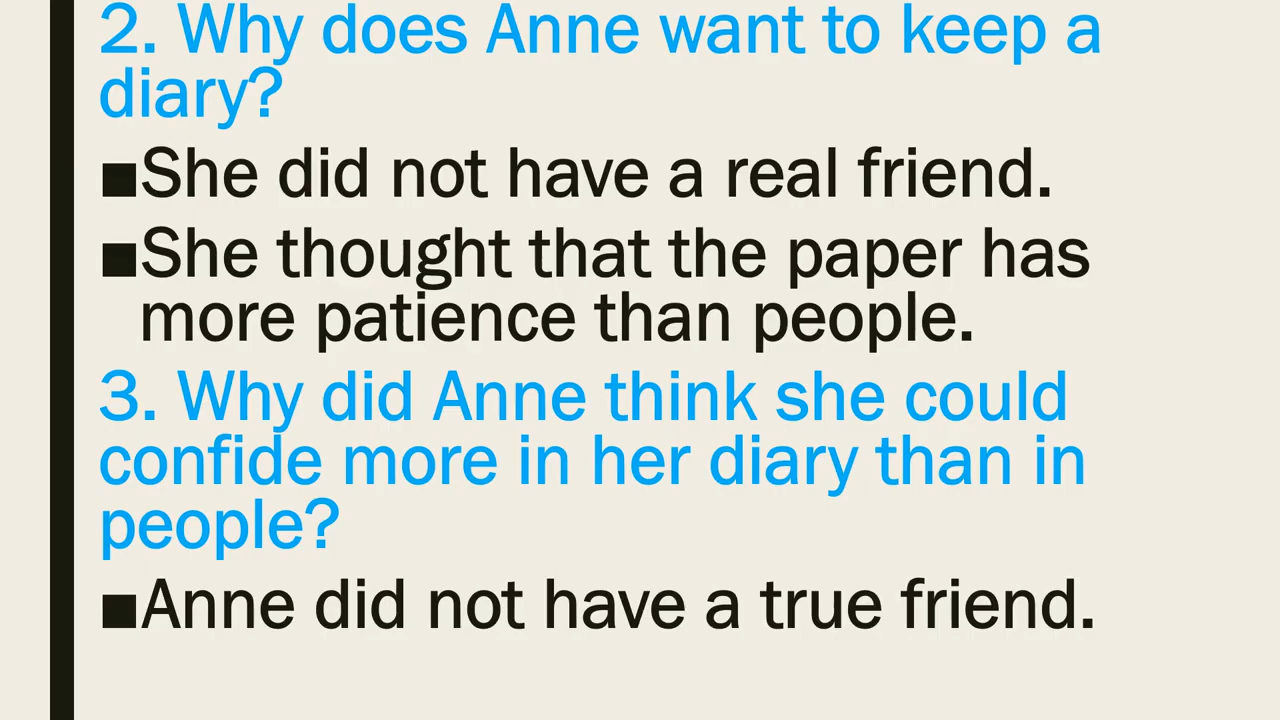 2. Why does Anne want to keep a
diary?
■She did not have a real friend.
■She thought that the paper has
more patience than people.
3. Why did Anne think she could
confide more in her diary than in
people?
■Anne did not have a true friend.